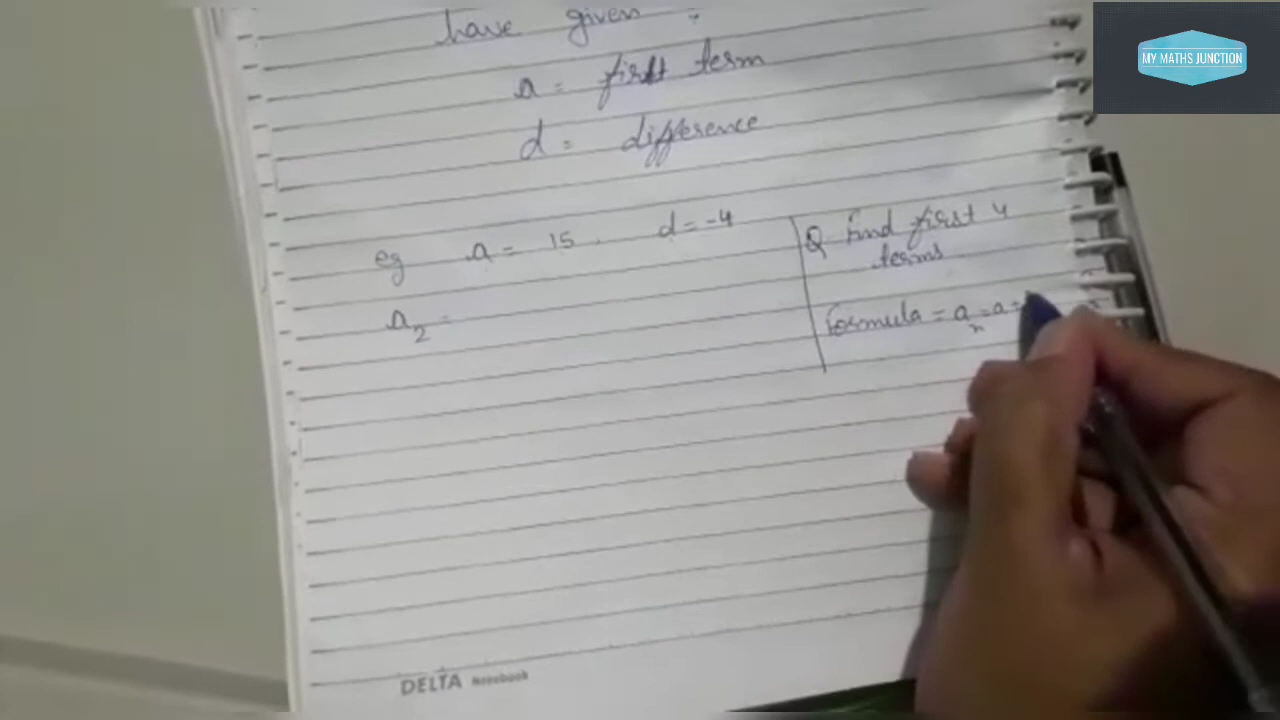 have given
a = first term
d = difference
eg a = 15. d = -4
a₂ =
Q Find first 4
terms
Formula = aₙ = a =
DELTA Notebook
MY MATHS JUNCTION